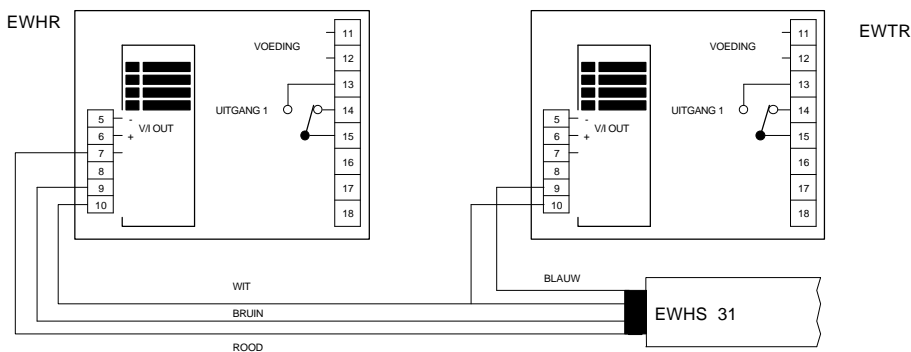 EWHR
EWTR
VOEDING
UITGANG 1
V/I OUT
-
+
5
6
7
8
9
10
11
12
13
14
15
16
17
18
VOEDING
UITGANG 1
V/I OUT
-
+
5
6
7
8
9
10
11
12
13
14
15
16
17
18
WIT
BLAUW
BRUIN
EWHS 31
ROOD